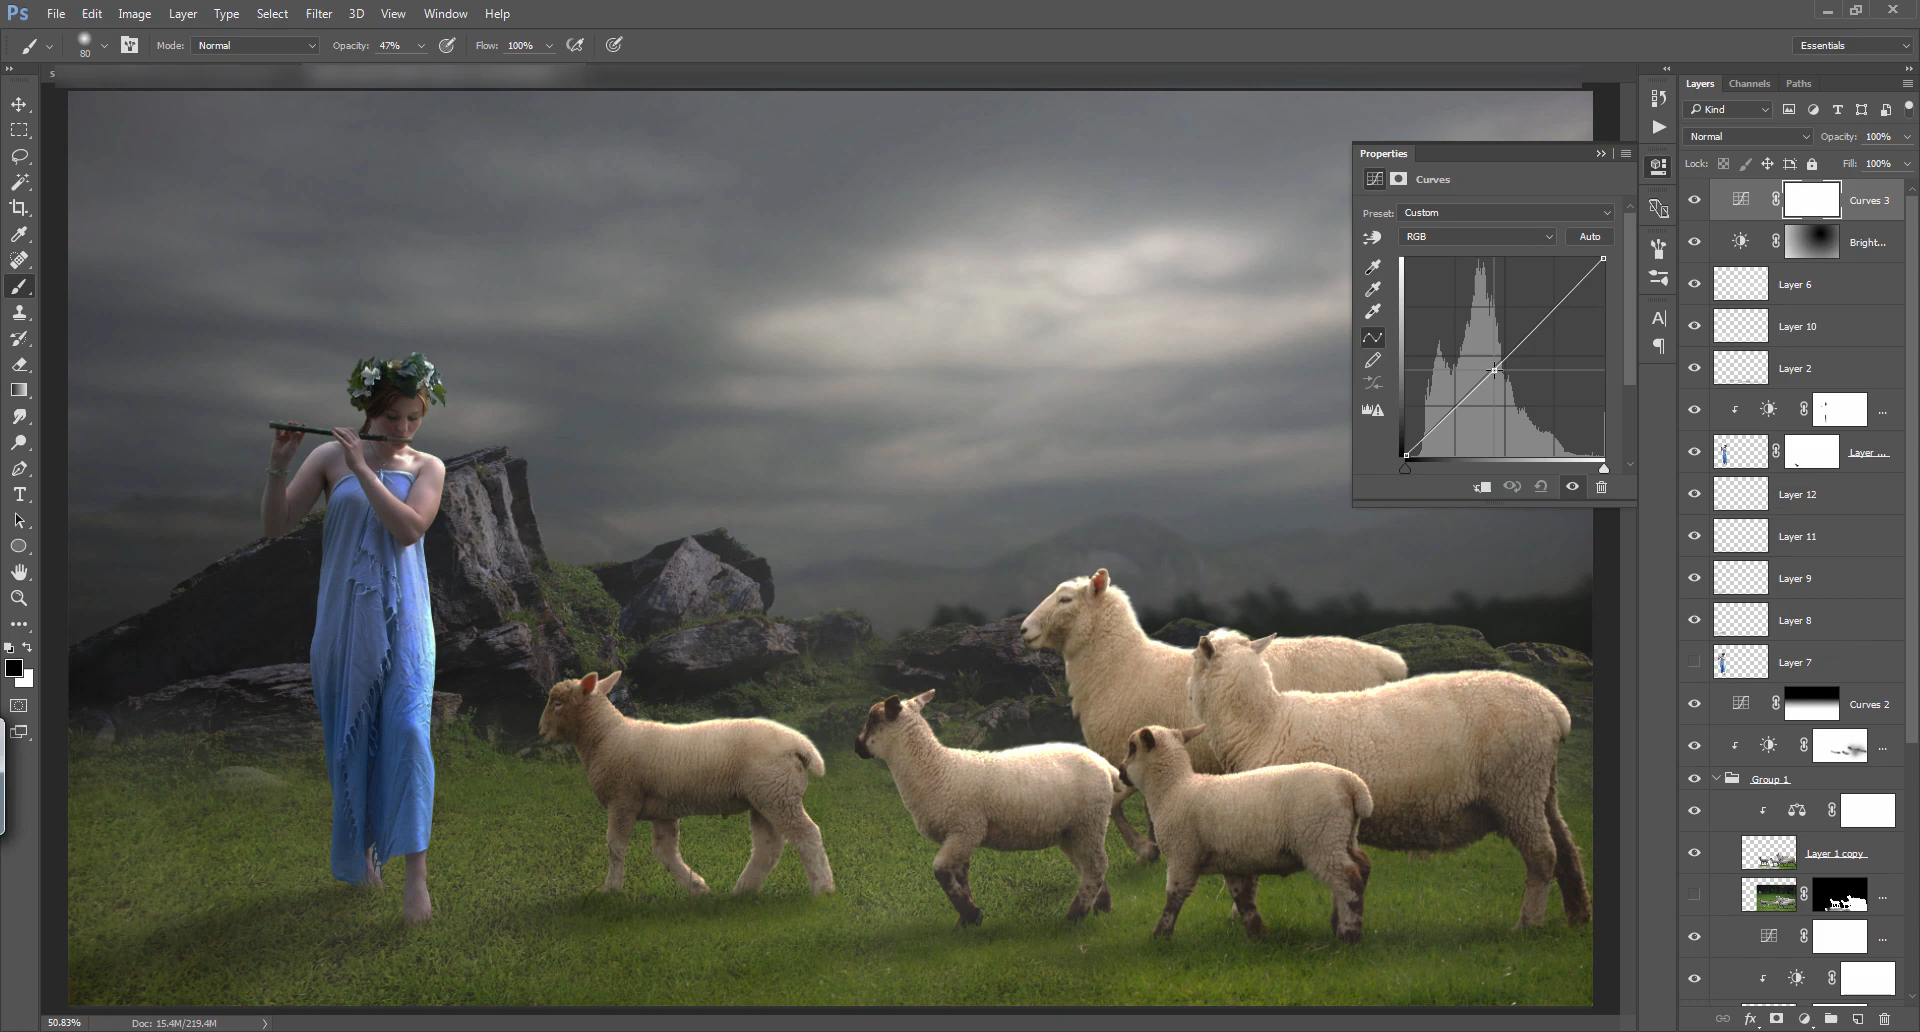 Ps File Edit Image Layer Type Select Filter 3D View Window Help
80 Mode: Normal Opacity: 47% Flow: 100% Essentials
s
Layers Channels Paths
Kind
Normal Opacity: 100%
Lock: Fill: 100%
Properties
Curves
Preset: Custom
RGB Auto
Curves 3
Bright...
Layer 6
Layer 10
Layer 2
...
Layer ...
Layer 12
Layer 11
Layer 9
Layer 8
Layer 7
Curves 2
...
Group 1
Layer 1 copy
...
...
50.83% Doc: 15.4M/219.4M
fx